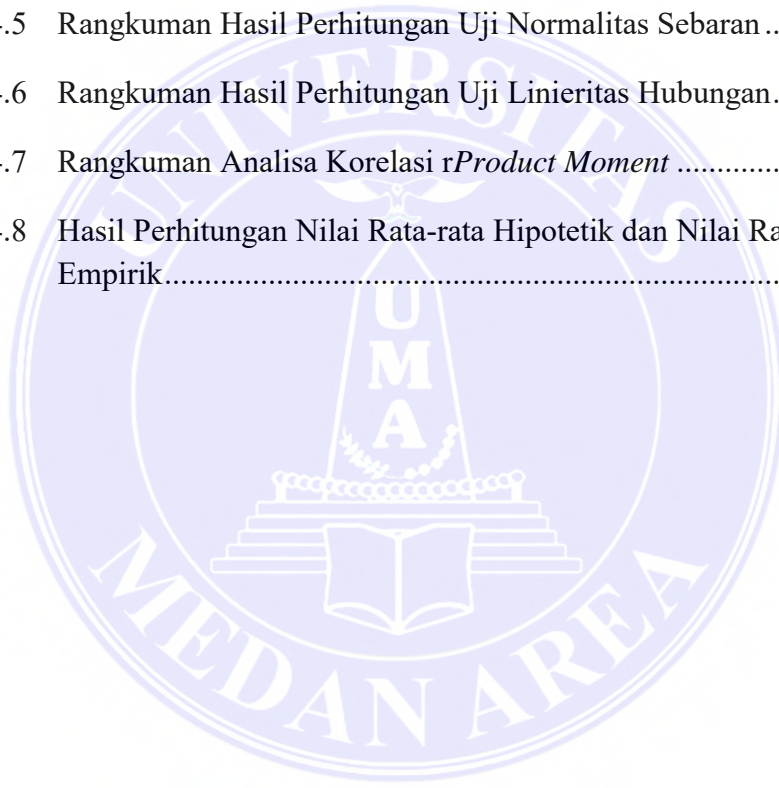 .5 Rangkuman Hasil Perhitungan Uji Normalitas Sebaran ..
.6 Rangkuman Hasil Perhitungan Uji Linieritas Hubungan.
.7 Rangkuman Analisa Korelasi rProduct Moment .............
.8 Hasil Perhitungan Nilai Rata-rata Hipotetik dan Nilai Ra
Empirik.............................................................................
UNIVERSITAS
UMA
MEDAN AREA